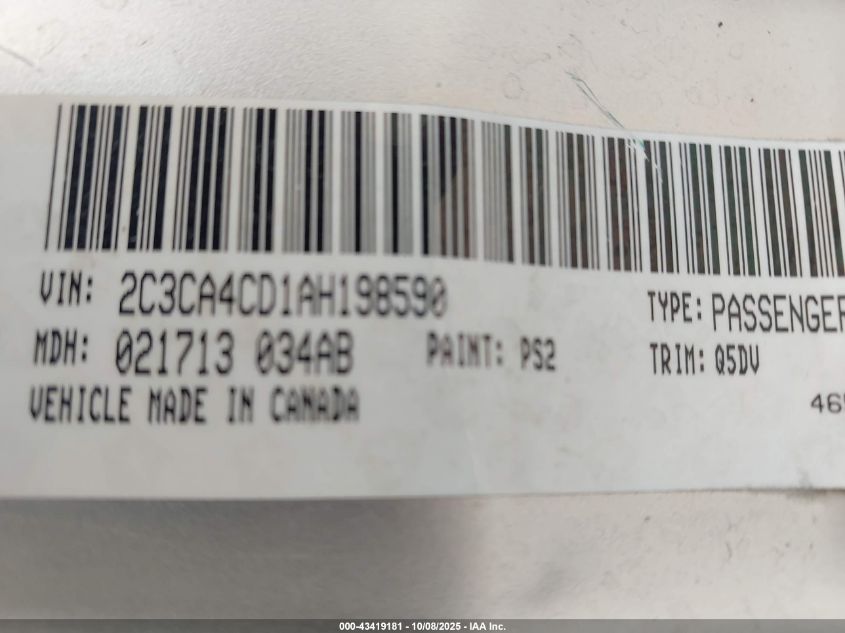 VIN: 2C3CA4CD1AH198590 TYPE: PASSENGER
MDH: 021713 034AB PAINT: PS2 TRIM: Q5DV
VEHICLE MADE IN CANADA
000-43419181 - 10/08/2025 - IAA Inc.